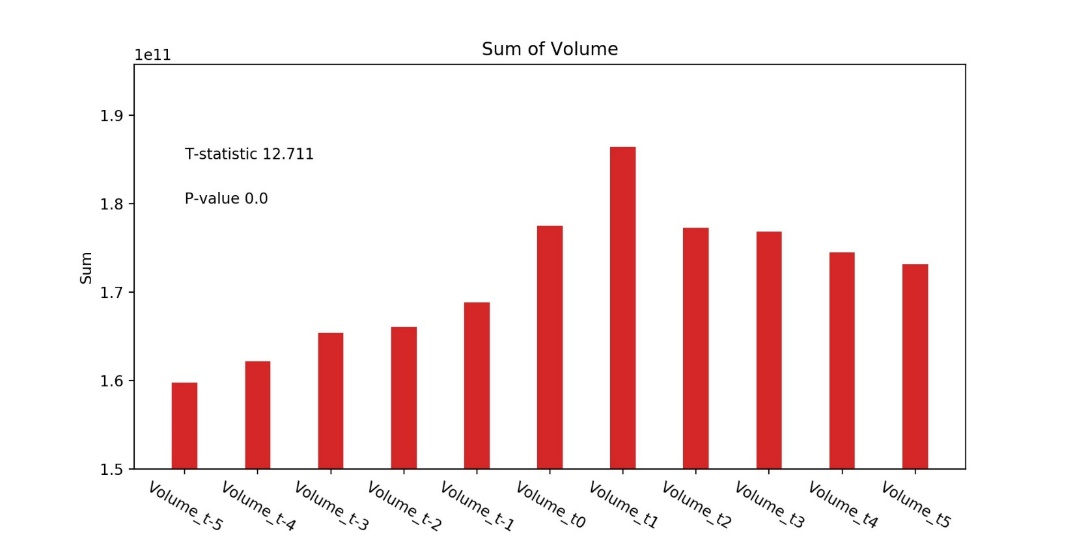 Sum of Volume
1e11
1.9
1.8
1.7
1.6
1.5
Sum
T-statistic 12.711
P-value 0.0
Volume_t-5
Volume_t-4
Volume_t-3
Volume_t-2
Volume_t-1
Volume_t0
Volume_t1
Volume_t2
Volume_t3
Volume_t4
Volume_t5